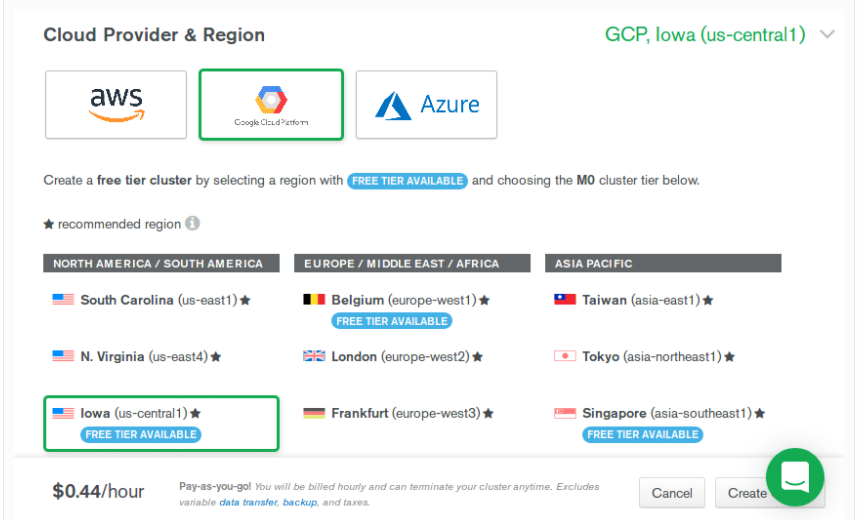 Cloud Provider & Region
GCP, Iowa (us-central1)
aws
Google Cloud Platform
Azure
Create a free tier cluster by selecting a region with FREE TIER AVAILABLE and choosing the M0 cluster tier below.
★ recommended region i
NORTH AMERICA / SOUTH AMERICA
South Carolina (us-east1) ★
N. Virginia (us-east4) ★
Iowa (us-central1) ★
FREE TIER AVAILABLE
EUROPE / MIDDLE EAST / AFRICA
Belgium (europe-west1) ★
FREE TIER AVAILABLE
London (europe-west2) ★
Frankfurt (europe-west3) ★
ASIA PACIFIC
Taiwan (asia-east1) ★
Tokyo (asia-northeast1) ★
Singapore (asia-southeast1) ★
FREE TIER AVAILABLE
$0.44/hour
Pay-as-you-go! You will be billed hourly and can terminate your cluster anytime. Excludes
variable data transfer, backup, and taxes.
Cancel
Create